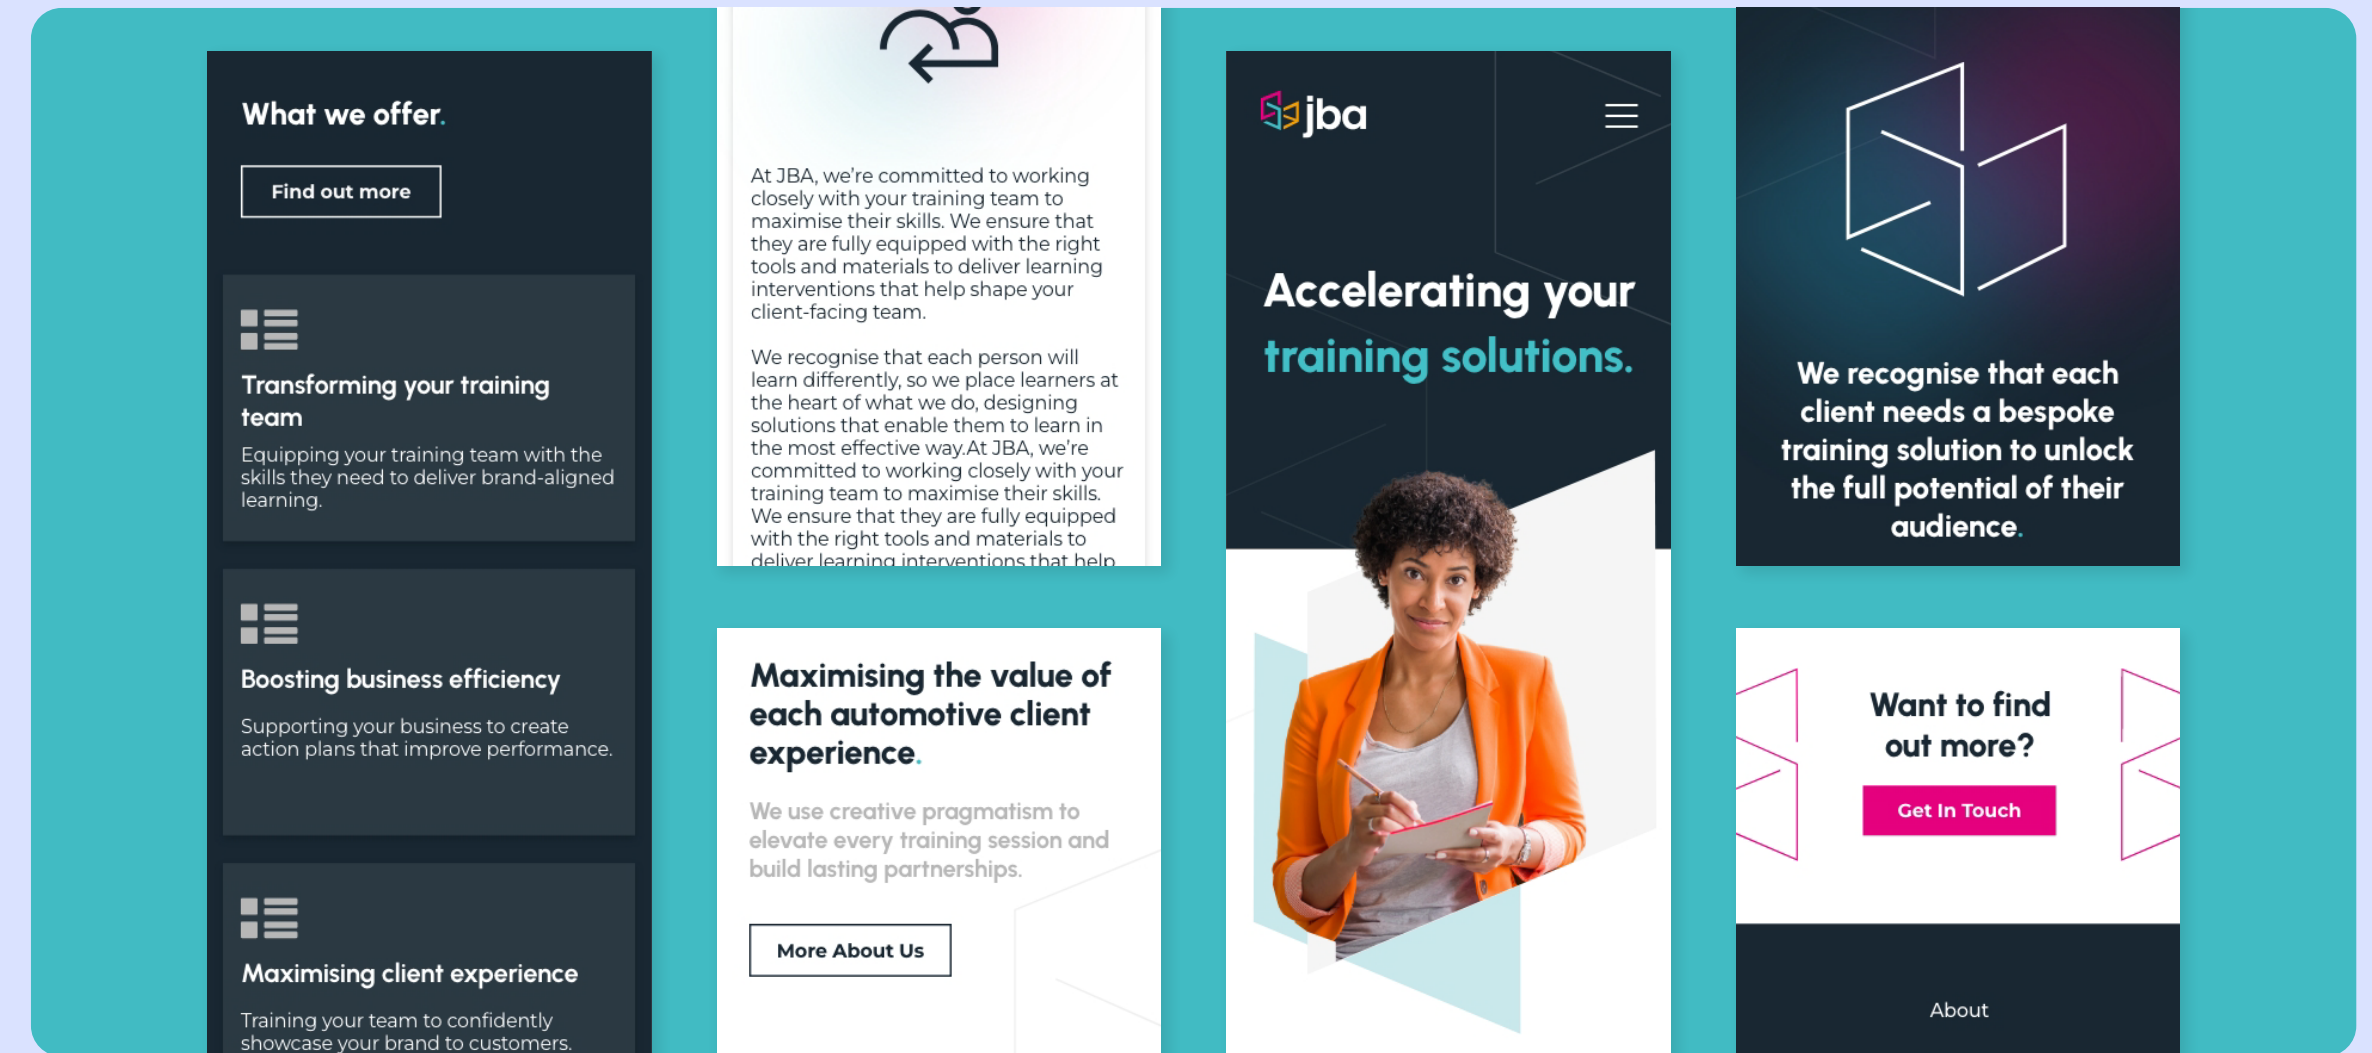 What we offer.
Find out more
Transforming your training
team
Equipping your training team with the
skills they need to deliver brand-aligned
learning.
Boosting business efficiency
Supporting your business to create
action plans that improve performance.
Maximising client experience
Training your team to confidently
showcase your brand to customers.
At JBA, we're committed to working
closely with your training team to
maximise their skills. We ensure that
they are fully equipped with the right
tools and materials to deliver learning
interventions that help shape your
client-facing team.
We recognise that each person will
learn differently, so we place learners at
the heart of what we do, designing
solutions that enable them to learn in
the most effective way.At JBA, we're
committed to working closely with your
training team to maximise their skills.
We ensure that they are fully equipped
with the right tools and materials to
deliver learning interventions that help
Maximising the value of
each automotive client
experience.
We use creative pragmatism to
elevate every training session and
build lasting partnerships.
More About Us
jba
Accelerating your
training solutions.
We recognise that each
client needs a bespoke
training solution to unlock
the full potential of their
audience.
Want to find
out more?
Get In Touch
About